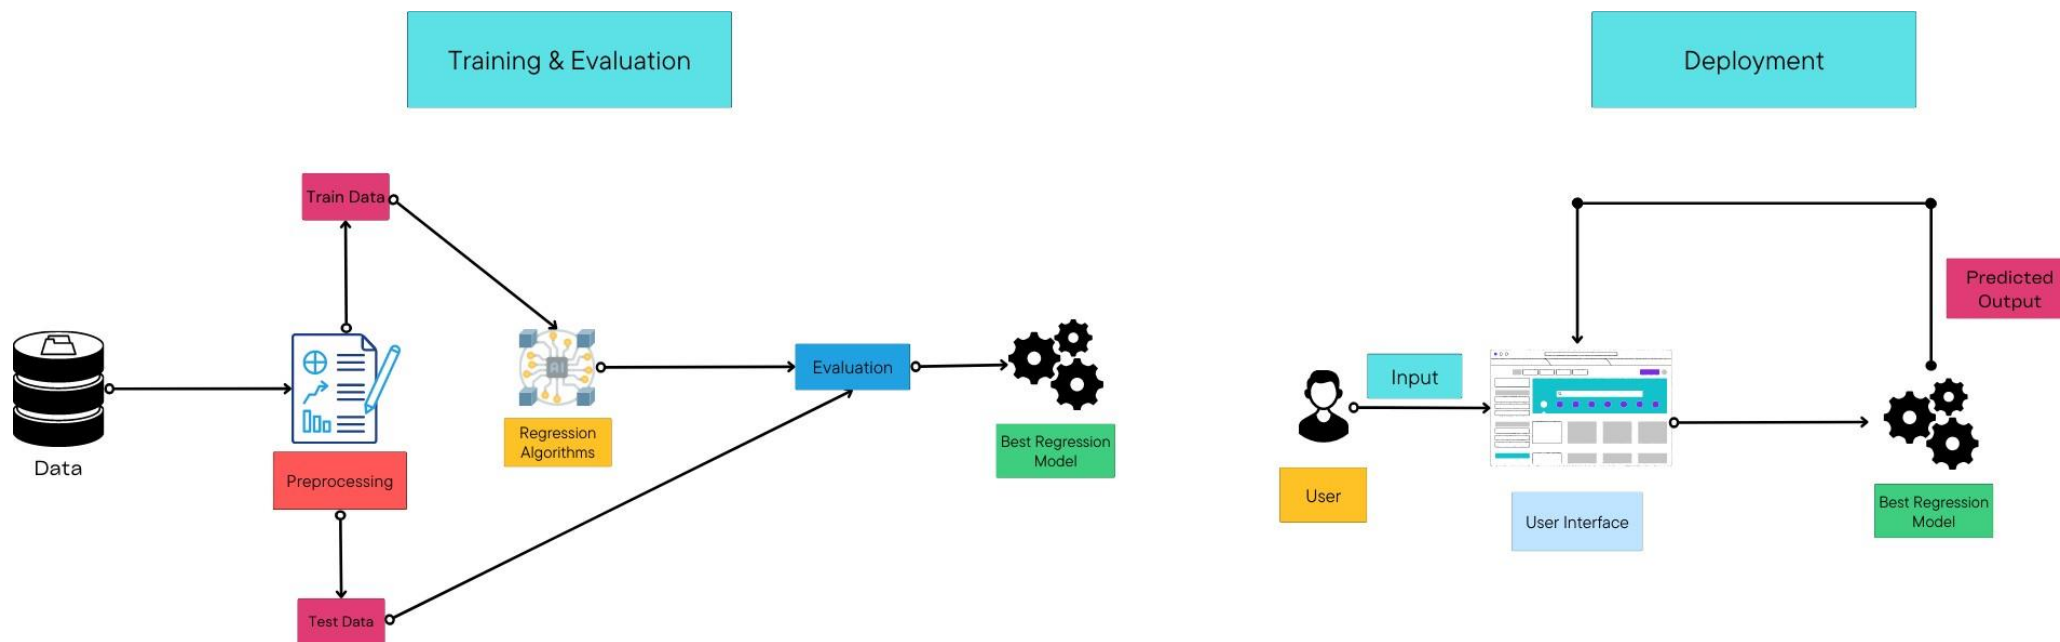 Training & Evaluation
Deployment
Train Data
Predicted
Output
Data
Preprocessing
AI
Regression
Algorithms
Evaluation
Best Regression
Model
Test Data
Input
User
User Interface
Best Regression
Model